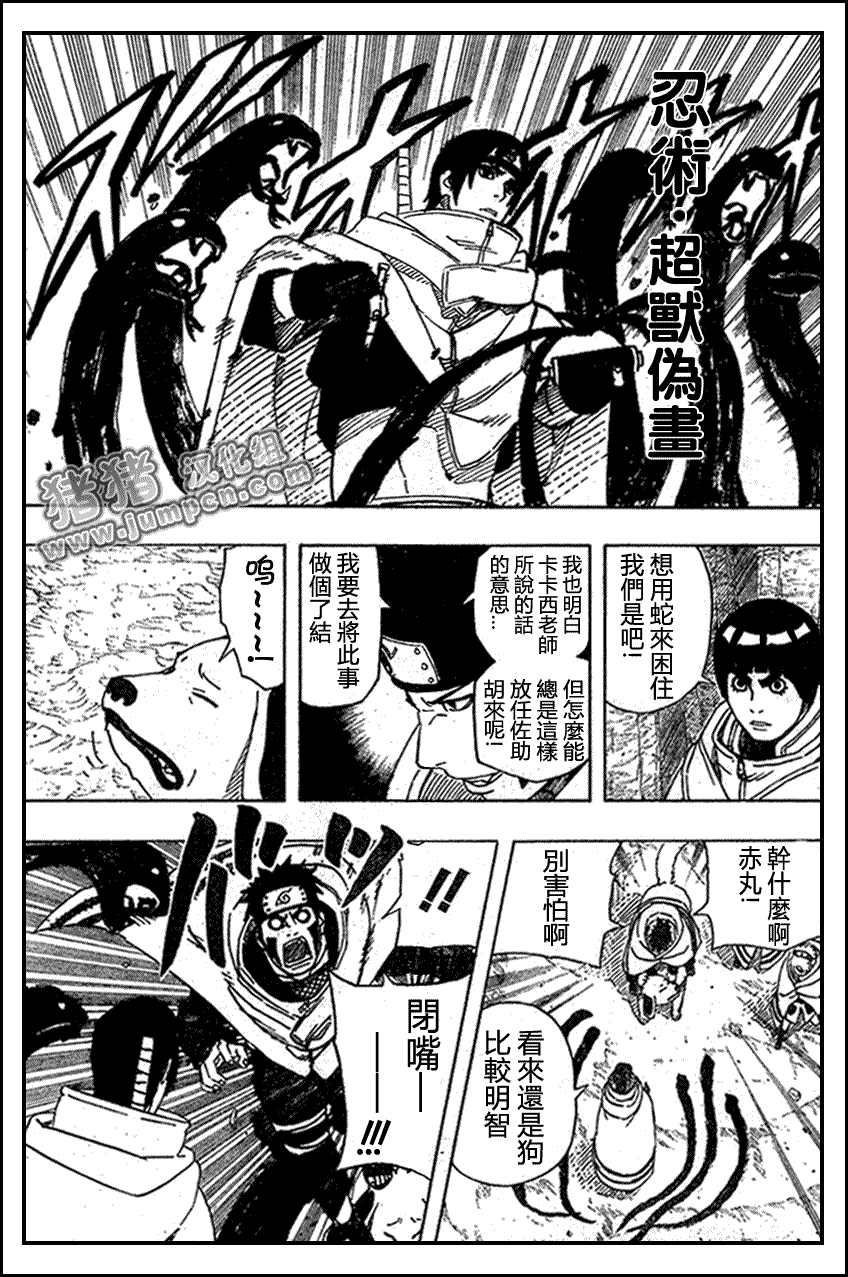 忍術·超獸偽畫
猪猪汉化组
www.jumpcn.com
想用蛇來困住
我們是吧!
我也明白
卡卡西老師
所說的話
的意思…
但怎麼能
總是這樣
放任佐助
胡來呢!
我要去將此事
做個了結
嗚~~~!
幹什麼啊
赤丸!
別害怕啊
看來還是狗
比較明智
!!
閉嘴—
——!!!